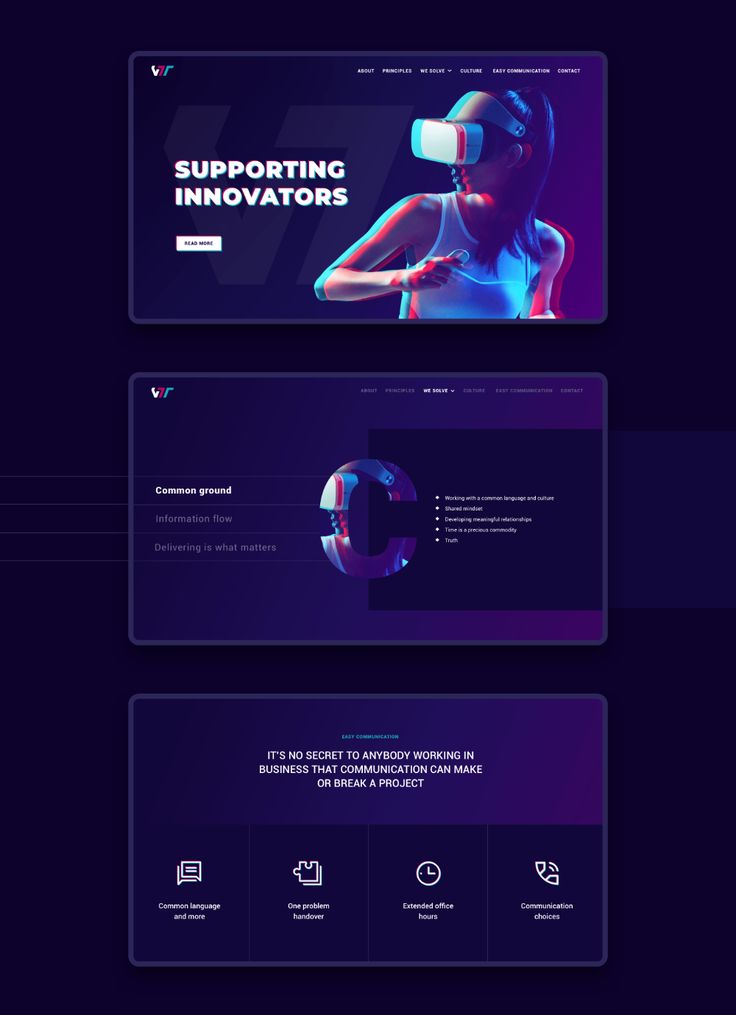 V7
ABOUT PRINCIPLES WE SOLVE CULTURE EASY COMMUNICATION CONTACT
SUPPORTING
INNOVATORS
READ MORE
ABOUT PRINCIPLES WE SOLVE CULTURE EASY COMMUNICATION CONTACT
Common ground
Information flow
Delivering is what matters
C
Working with a common language and culture
Shared mindset
Developing meaningful relationships
Time is a precious commodity
Truth
EASY COMMUNICATION
IT'S NO SECRET TO ANYBODY WORKING IN
BUSINESS THAT COMMUNICATION CAN MAKE
OR BREAK A PROJECT
Common language
and more
One problem
handover
Extended office
hours
Communication
choices